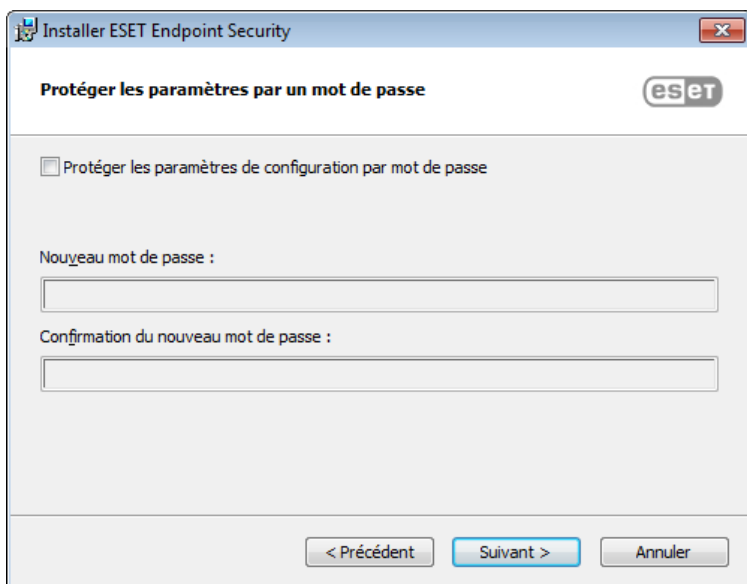 Installer ESET Endpoint Security
Protéger les paramètres par un mot de passe
eseT
Protéger les paramètres de configuration par mot de passe
Nouveau mot de passe :
Confirmation du nouveau mot de passe :
< Précédent
Suivant >
Annuler